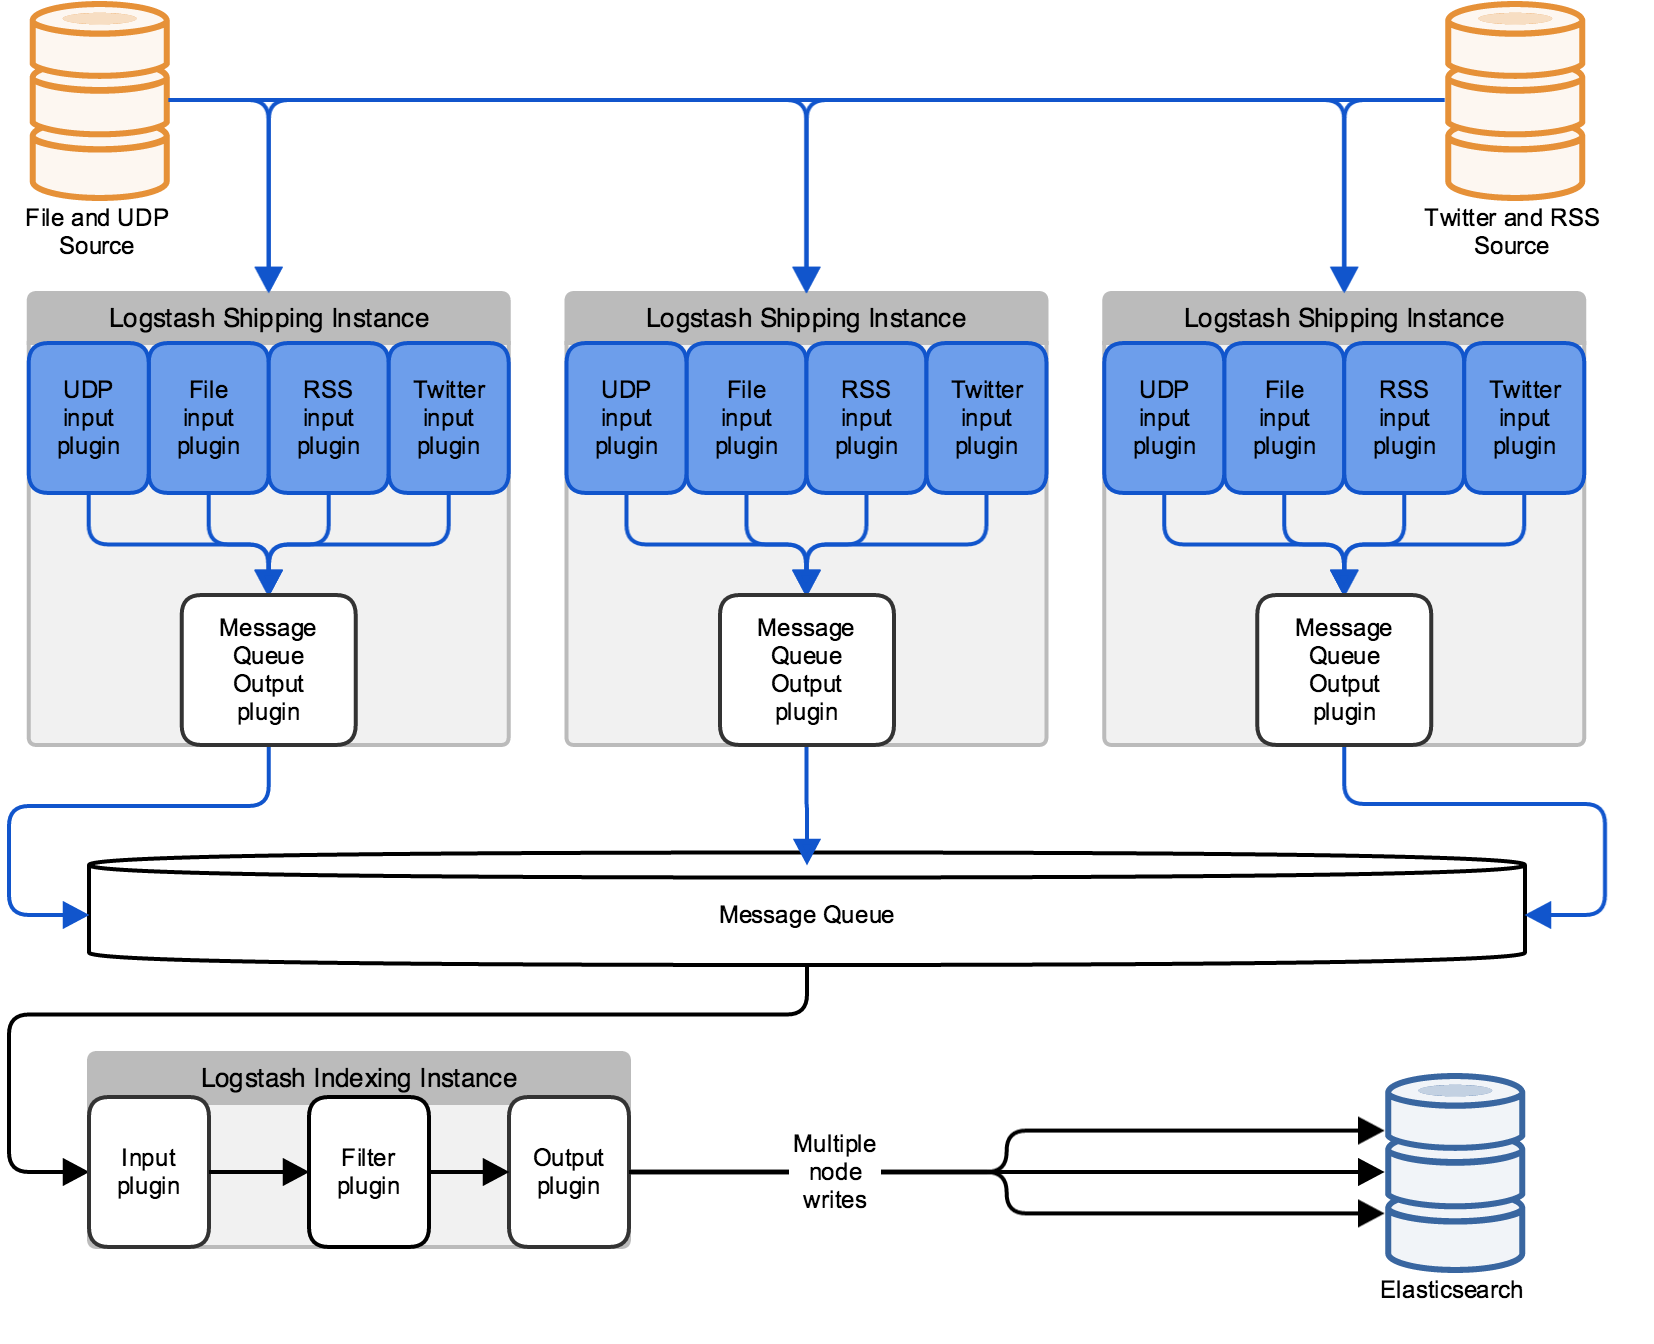 File and UDP
Source
Twitter and RSS
Source
Logstash Shipping Instance
UDP
input
plugin
File
input
plugin
RSS
input
plugin
Twitter
input
plugin
Message
Queue
Output
plugin
Logstash Shipping Instance
UDP
input
plugin
File
input
plugin
RSS
input
plugin
Twitter
input
plugin
Message
Queue
Output
plugin
Logstash Shipping Instance
UDP
input
plugin
File
input
plugin
RSS
input
plugin
Twitter
input
plugin
Message
Queue
Output
plugin
Message Queue
Logstash Indexing Instance
Input
plugin
Filter
plugin
Output
plugin
Multiple
node
writes
Elasticsearch